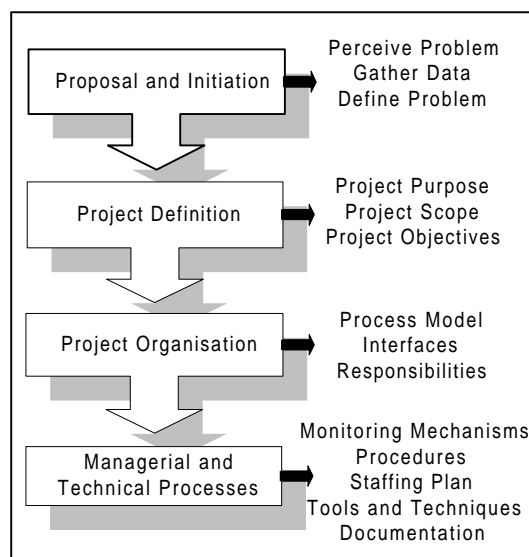 Proposal and Initiation
Perceive Problem
Gather Data
Define Problem
Project Definition
Project Purpose
Project Scope
Project Objectives
Project Organisation
Process Model
Interfaces
Responsibilities
Managerial and
Technical Processes
Monitoring Mechanisms
Procedures
Staffing Plan
Tools and Techniques
Documentation